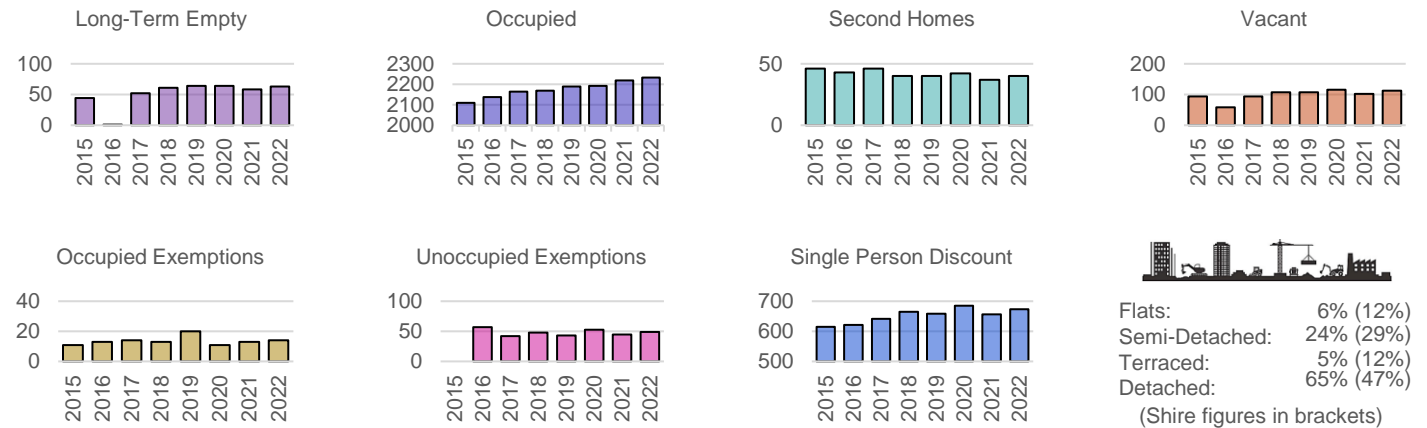 Long-Term Empty
100
50
0
2015 2016 2017 2018 2019 2020 2021 2022
Occupied
2300
2200
2100
2000
2015 2016 2017 2018 2019 2020 2021 2022
Second Homes
50
0
2015 2016 2017 2018 2019 2020 2021 2022
Vacant
200
100
0
2015 2016 2017 2018 2019 2020 2021 2022
Occupied Exemptions
40
20
0
2015 2016 2017 2018 2019 2020 2021 2022
Unoccupied Exemptions
100
50
0
2015 2016 2017 2018 2019 2020 2021 2022
Single Person Discount
700
600
500
2015 2016 2017 2018 2019 2020 2021 2022
Flats: 6% (12%)
Semi-Detached: 24% (29%)
Terraced: 5% (12%)
Detached: 65% (47%)
(Shire figures in brackets)